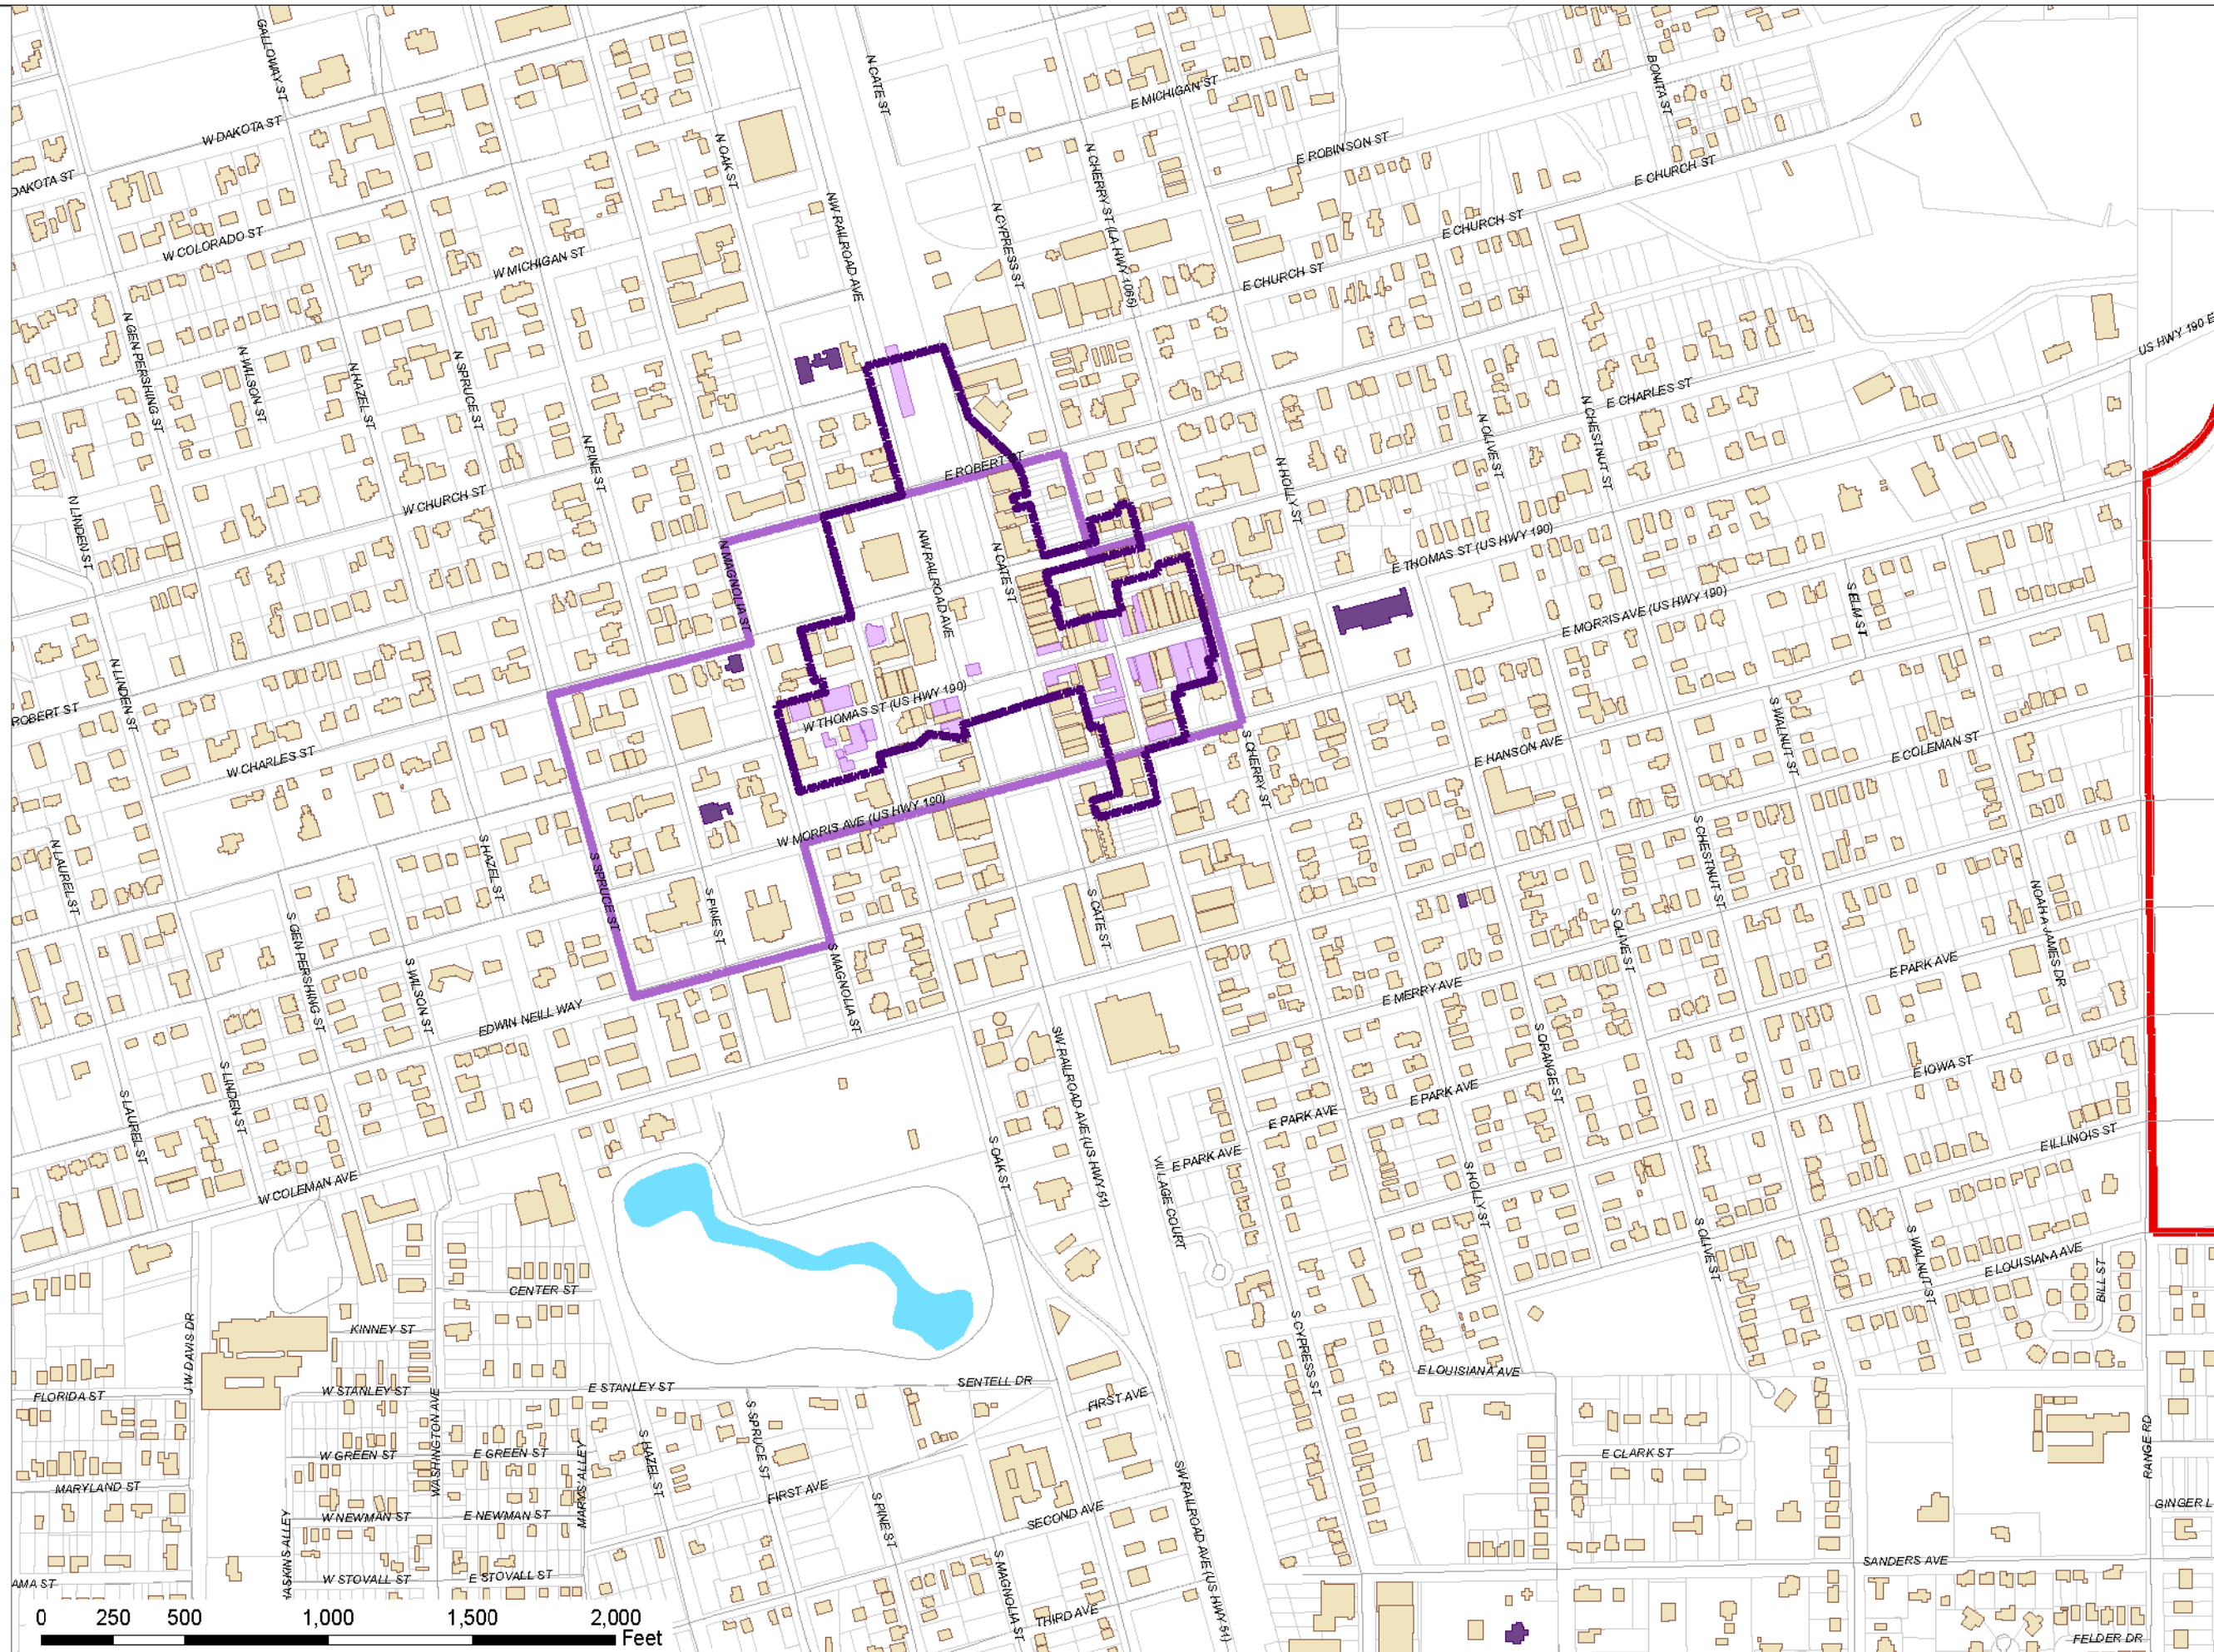 GALLOWAY ST
N CATE ST
BONITA ST
E MICHIGAN ST
W DAKOTA ST
E ROBINSON ST
N OAK ST
N CHERRY ST (LA HWY 1065)
E CHURCH ST
DAKOTA ST
NW RAILROAD AVE
N CYPRESS ST
E CHURCH ST
W COLORADO ST
W MICHIGAN ST
E CHURCH ST
US HWY 190 E
N GEN PERSHING ST
N WILSON ST
N HAZEL ST
N SPRUCE ST
E CHARLES ST
N PINE ST
N OLIVE ST
N CHESTNUT ST
E ROBERT ST
N HOLLY ST
W CHURCH ST
N LINDEN ST
N MAGNOLIA ST
NW RAILROAD AVE
N CATE ST
E THOMAS ST (US HWY 190)
E MORRIS AVE (US HWY 190)
S ELM ST
N LINDEN ST
ROBERT ST
W THOMAS ST (US HWY 190)
S WALNUT ST
E COLEMAN ST
W CHARLES ST
S CHERRY ST
E HANSON AVE
W MORRIS AVE (US HWY 190)
S HAZEL ST
S SPRUCE ST
S CHESTNUT ST
N LAUREL ST
S PINE ST
S CATE ST
S OLIVE ST
NOAH A JAMES DR
S GEN PERSHING ST
S WILSON ST
S MAGNOLIA ST
E PARK AVE
E MERRY AVE
EDWIN NEILL WAY
SW RAILROAD AVE (US HWY 51)
S ORANGE ST
E IOWA ST
S LINDEN ST
S LAUREL ST
E PARK AVE
E PARK AVE
E PARK AVE
E ILLINOIS ST
S OAK ST
VILLAGE COURT
S HOLLY ST
W COLEMAN AVE
S OLIVE ST
S WALNUT ST
E LOUISIANA AVE
BILL ST
CENTER ST
KINNEY ST
J W DAVIS DR
S CYPRESS ST
E LOUISIANA AVE
FLORIDA ST
W STANLEY ST
E STANLEY ST
SENTELL DR
FIRST AVE
WASHINGTON AVE
S SPRUCE ST
S HAZEL ST
RANGE RD
W GREEN ST
E GREEN ST
MARYS ALLEY
E CLARK ST
MARYLAND ST
FIRST AVE
SW RAILROAD AVE (US HWY 51)
GINGER L
W NEWMAN ST
E NEWMAN ST
S PINE ST
SECOND AVE
HASKINS ALLEY
S MAGNOLIA ST
SANDERS AVE
AMA ST
W STOVALL ST
E STOVALL ST
THIRD AVE
FELDER DR
0 250 500 1,000 1,500 2,000
Feet